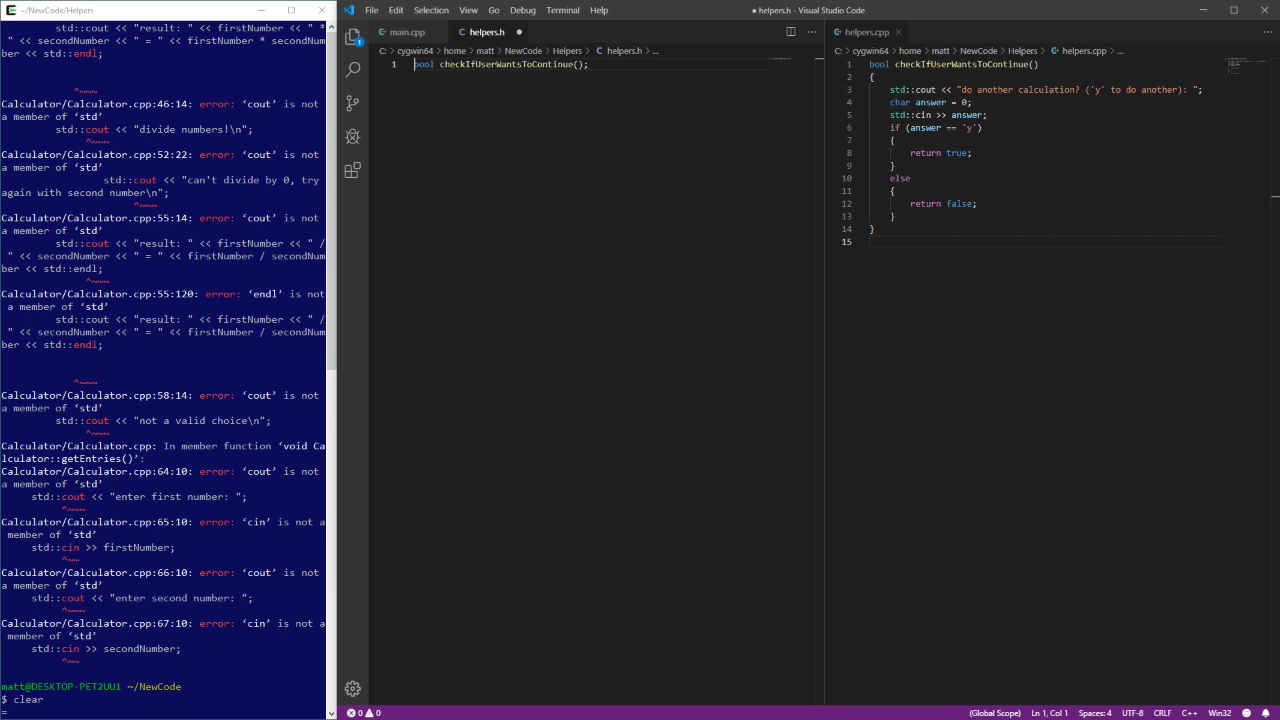 ~/NewCode/Helpers
std::cout << "result: " << firstNumber << " *
" << secondNumber << " = " << firstNumber * secondNum
ber << std::endl;
^~~~~
Calculator/Calculator.cpp:46:14: error: ‘cout’ is not
a member of ‘std’
std::cout << "divide numbers!\n";
^~~~~
Calculator/Calculator.cpp:52:22: error: ‘cout’ is not
a member of ‘std’
std::cout << "can't divide by 0, try
again with second number\n";
^~~~~
Calculator/Calculator.cpp:55:14: error: ‘cout’ is not
a member of ‘std’
std::cout << "result: " << firstNumber << " /
" << secondNumber << " = " << firstNumber / secondNum
ber << std::endl;
^~~~~
Calculator/Calculator.cpp:55:120: error: ‘endl’ is not
a member of ‘std’
std::cout << "result: " << firstNumber << " /
" << secondNumber << " = " << firstNumber / secondNum
ber << std::endl;
^~~~~
Calculator/Calculator.cpp:58:14: error: ‘cout’ is not
a member of ‘std’
std::cout << "not a valid choice\n";
^~~~~
Calculator/Calculator.cpp: In member function ‘void Ca
lculator::getEntries()’:
Calculator/Calculator.cpp:64:10: error: ‘cout’ is not
a member of ‘std’
std::cout << "enter first number: ";
^~~~
Calculator/Calculator.cpp:65:10: error: ‘cin’ is not a
member of ‘std’
std::cin >> firstNumber;
^~~
Calculator/Calculator.cpp:66:10: error: ‘cout’ is not
a member of ‘std’
std::cout << "enter second number: ";
^~~~
Calculator/Calculator.cpp:67:10: error: ‘cin’ is not a
member of ‘std’
std::cin >> secondNumber;
^~~
matt@DESKTOP-PET2UU1 ~/NewCode
$ clear
File Edit Selection View Go Debug Terminal Help
● helpers.h - Visual Studio Code
main.cpp
helpers.h
C: > cygwin64 > home > matt > NewCode > Helpers > helpers.h > ...
1 bool checkIfUserWantsToContinue();
helpers.cpp
C: > cygwin64 > home > matt > NewCode > Helpers > helpers.cpp > ...
1 bool checkIfUserWantsToContinue()
2 {
3 std::cout << "do another calculation? ('y' to do another): ";
4 char answer = 0;
5 std::cin >> answer;
6 if (answer == 'y')
7 {
8 return true;
9 }
10 else
11 {
12 return false;
13 }
14 }
15
1
0 0
(Global Scope) Ln 1, Col 1 Spaces: 4 UTF-8 CRLF C++ Win32